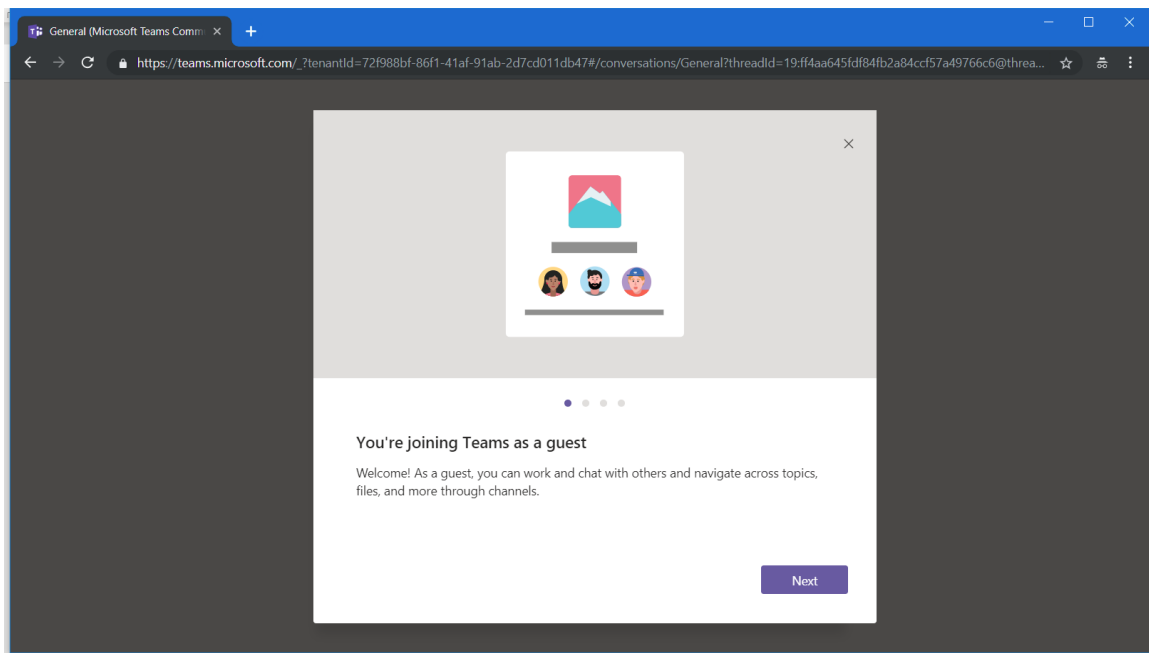 General (Microsoft Teams Comm
https://teams.microsoft.com/_?tenantId=72f988bf-86f1-41af-91ab-2d7cd011db47#/conversations/General?threadId=19:ff4aa645fdf84fb2a84ccf57a49766c6@threa...
You're joining Teams as a guest
Welcome! As a guest, you can work and chat with others and navigate across topics,
files, and more through channels.
Next